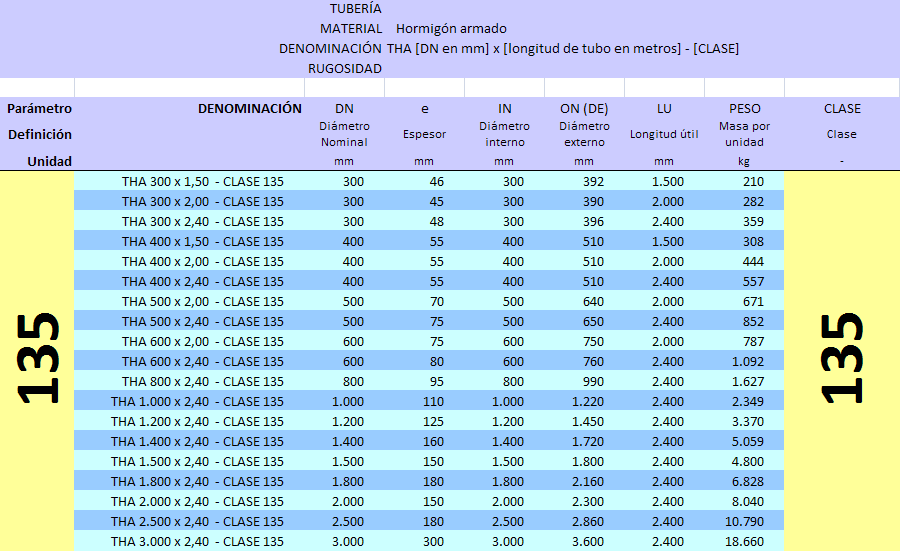 TUBERÍA
MATERIAL Hormigón armado
DENOMINACIÓN THA [DN en mm] x [longitud de tubo en metros] - [CLASE]
RUGOSIDAD
Parámetro DENOMINACIÓN DN e IN ON (DE) LU PESO CLASE
Definición Diámetro Nominal Espesor Diámetro interno Diámetro externo Longitud útil Masa por unidad Clase
Unidad mm mm mm mm mm kg -
135
THA 300 x 1,50 - CLASE 135 300 46 300 392 1.500 210
THA 300 x 2,00 - CLASE 135 300 45 300 390 2.000 282
THA 300 x 2,40 - CLASE 135 300 48 300 396 2.400 359
THA 400 x 1,50 - CLASE 135 400 55 400 510 1.500 308
THA 400 x 2,00 - CLASE 135 400 55 400 510 2.000 444
THA 400 x 2,40 - CLASE 135 400 55 400 510 2.400 557
THA 500 x 2,00 - CLASE 135 500 70 500 640 2.000 671
THA 500 x 2,40 - CLASE 135 500 75 500 650 2.400 852
THA 600 x 2,00 - CLASE 135 600 75 600 750 2.000 787
THA 600 x 2,40 - CLASE 135 600 80 600 760 2.400 1.092
THA 800 x 2,40 - CLASE 135 800 95 800 990 2.400 1.627
THA 1.000 x 2,40 - CLASE 135 1.000 110 1.000 1.220 2.400 2.349
THA 1.200 x 2,40 - CLASE 135 1.200 125 1.200 1.450 2.400 3.370
THA 1.400 x 2,40 - CLASE 135 1.400 160 1.400 1.720 2.400 5.059
THA 1.500 x 2,40 - CLASE 135 1.500 150 1.500 1.800 2.400 4.800
THA 1.800 x 2,40 - CLASE 135 1.800 180 1.800 2.160 2.400 6.828
THA 2.000 x 2,40 - CLASE 135 2.000 150 2.000 2.300 2.400 8.040
THA 2.500 x 2,40 - CLASE 135 2.500 180 2.500 2.860 2.400 10.790
THA 3.000 x 2,40 - CLASE 135 3.000 300 3.000 3.600 2.400 18.660
135